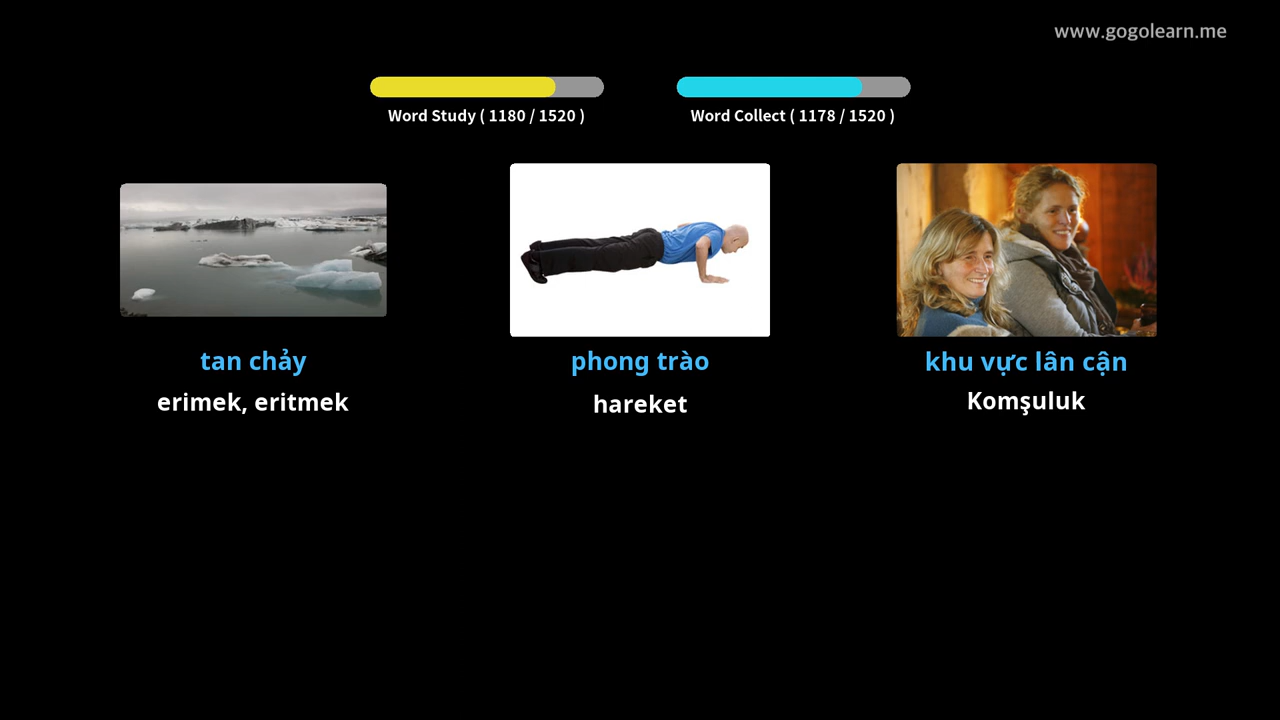 www.gogolearn.me
Word Study ( 1180 / 1520 )
Word Collect ( 1178 / 1520 )
tan chảy
erimek, eritmek
phong trào
hareket
khu vực lân cận
Komşuluk